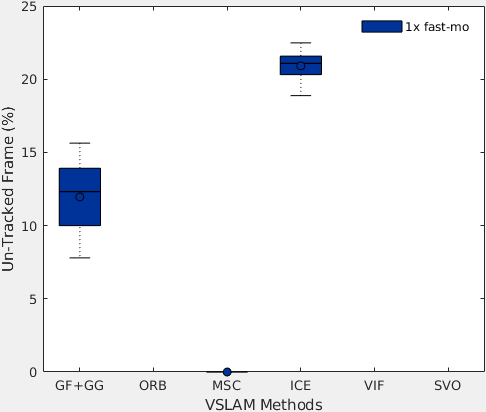 25
20
15
10
5
0
Un-Tracked Frame (%)
1x fast-mo
GF+GG ORB MSC ICE VIF SVO
VSLAM Methods